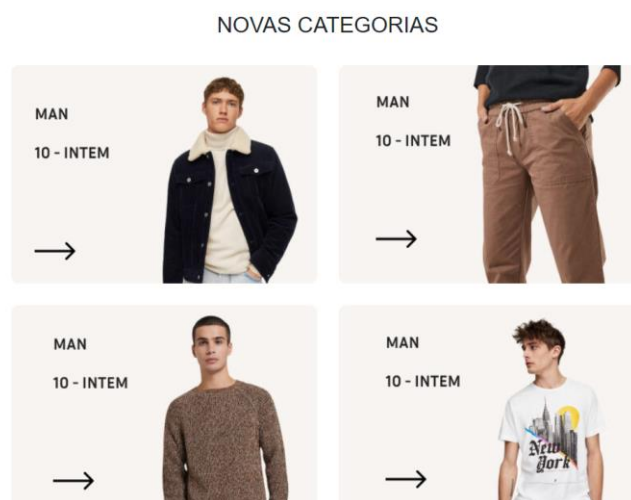 NOVAS CATEGORIAS
MAN
10 - INTEM
MAN
10 - INTEM
MAN
10 - INTEM
MAN
10 - INTEM
New
York